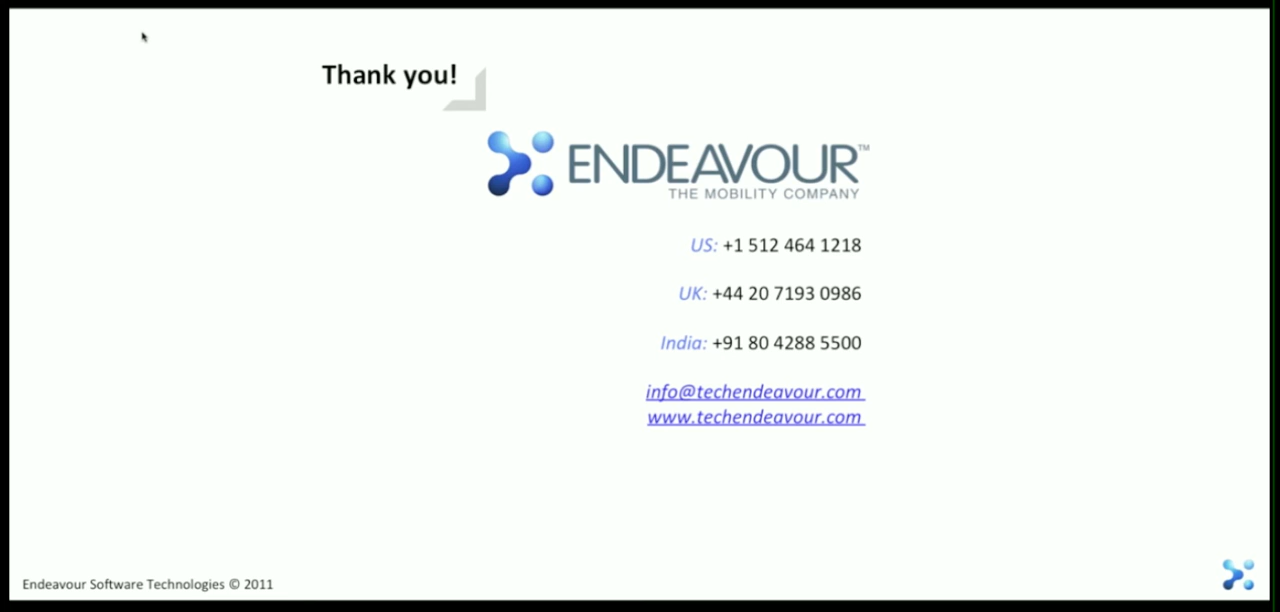 Thank you!
ENDEAVOUR™
THE MOBILITY COMPANY
US: +1 512 464 1218
UK: +44 20 7193 0986
India: +91 80 4288 5500
info@techendeavour.com
www.techendeavour.com
Endeavour Software Technologies © 2011